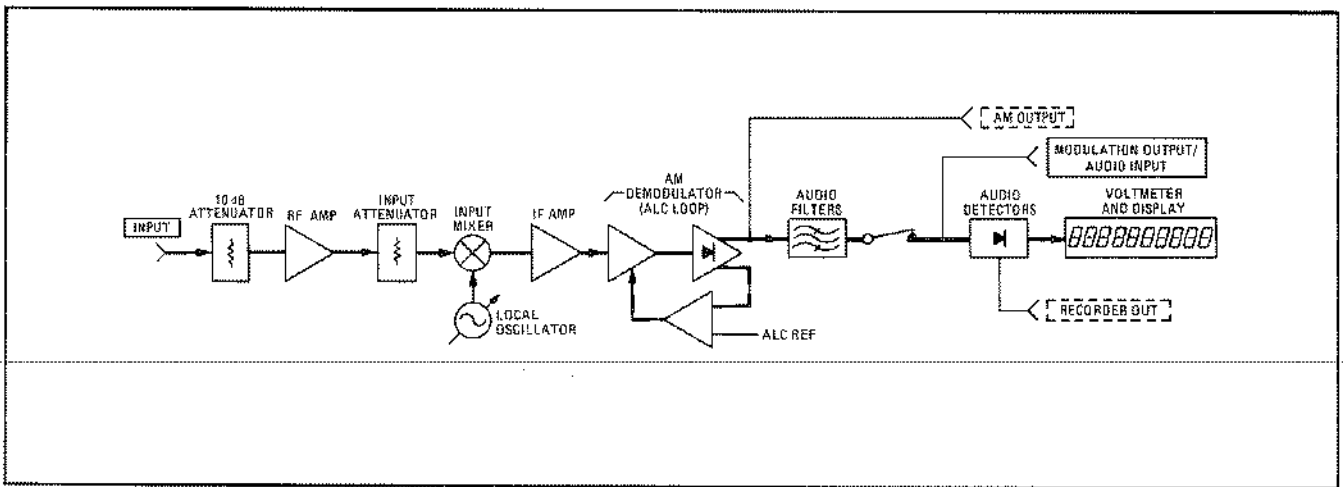 AM OUTPUT
MODULATION OUTPUT/
AUDIO INPUT
AM
DEMODULATOR
(ALC LOOP)
10 dB
ATTENUATOR
RF AMP
INPUT
ATTENUATOR
INPUT
MIXER
IF AMP
AUDIO
FILTERS
AUDIO
DETECTORS
VOLTMETER
AND DISPLAY
INPUT
8888888888
LOCAL
OSCILLATOR
ALC REF
RECORDER OUT